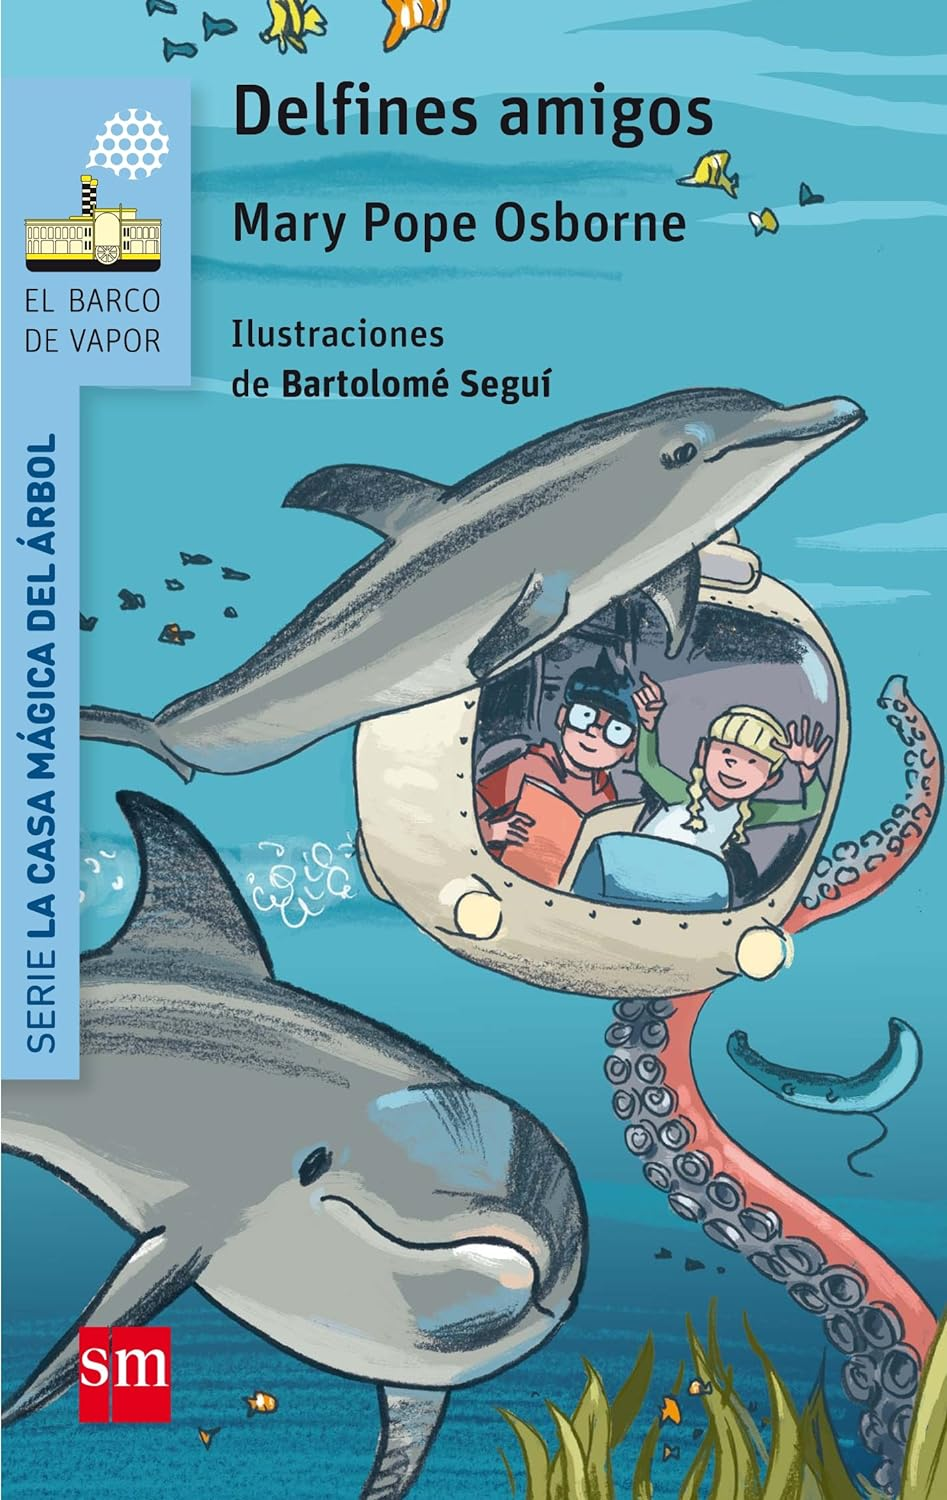 Delfines amigos
Mary Pope Osborne
Ilustraciones
de Bartolomé Seguí
EL BARCO
DE VAPOR
SERIE LA CASA MÁGICA DEL ÁRBOL
sm